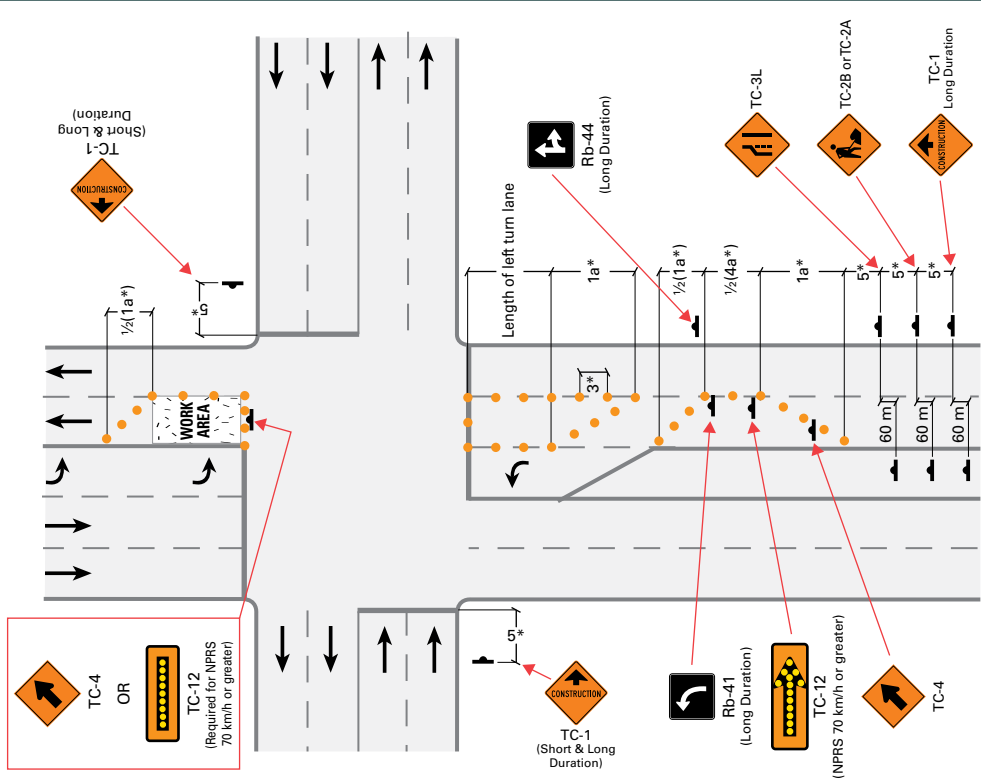 TC-1
(Short & Long
Duration)
CONSTRUCTION
½(1a*)
5*
WORK
AREA
TC-4
OR
TC-12
(Required for NPRS
70 km/h or greater)
Rb-44
(Long Duration)
TC-3L
TC-2B or TC-2A
TC-1
Long Duration
CONSTRUCTION
Length of left turn lane
1a*
½(1a*)
½(4a*)
1a*
5*
5*
5*
3*
60 m
60 m
60 m
5*
CONSTRUCTION
TC-1
(Short & Long
Duration)
Rb-41
(Long Duration)
TC-12
(NPRS 70 km/h or greater)
TC-4